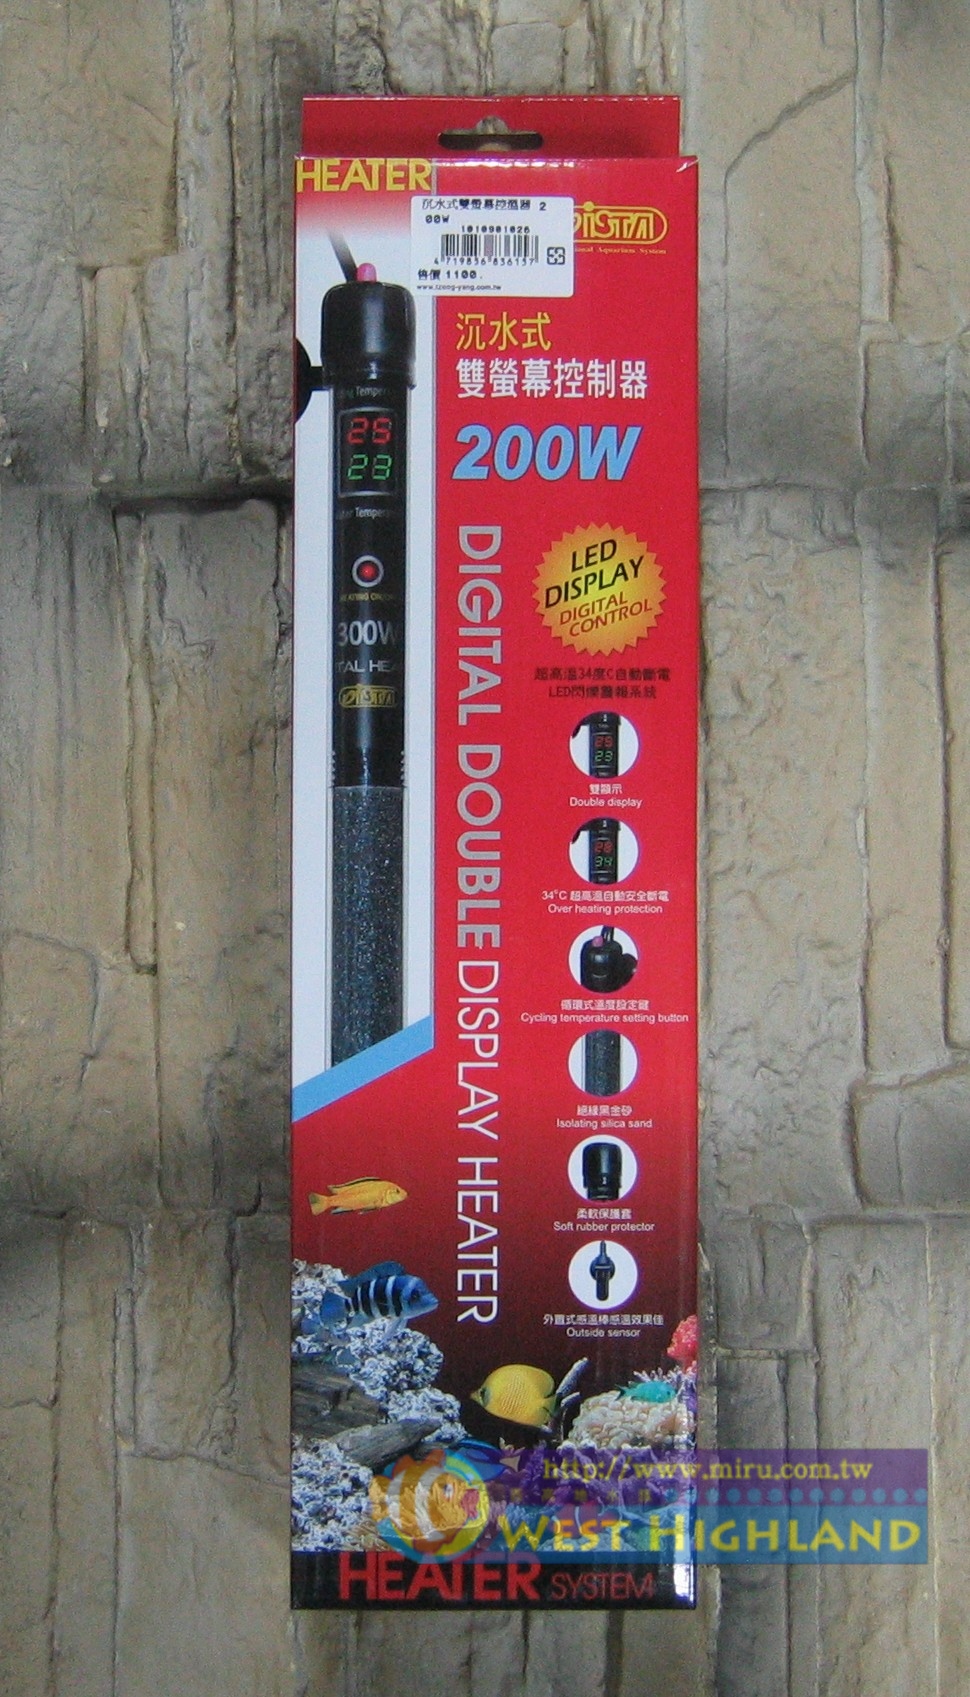 HEATER
沉水式雙螢幕控溫器 2
00W
1010901026
4 719856 836157
售價 1100.
www.tzong-yang.com.tw
ISTA
沉水式
雙螢幕控制器
200W
26
23
300W
TAL HEA
ISTA
DIGITAL DOUBLE DISPLAY HEATER
LED
DISPLAY
DIGITAL
CONTROL
超高溫34度C自動斷電
LED閃爍警報系統
雙顯示
Double display
34°C 超高溫自動安全斷電
Over heating protection
循環式溫度設定鍵
Cycling temperature setting button
絕緣黑金砂
Isolating silica sand
柔軟保護套
Soft rubber protector
外置式感溫棒感溫效果佳
Outside sensor
http://www.miru.com.tw
WEST HIGHLAND
HEATER SYSTEM